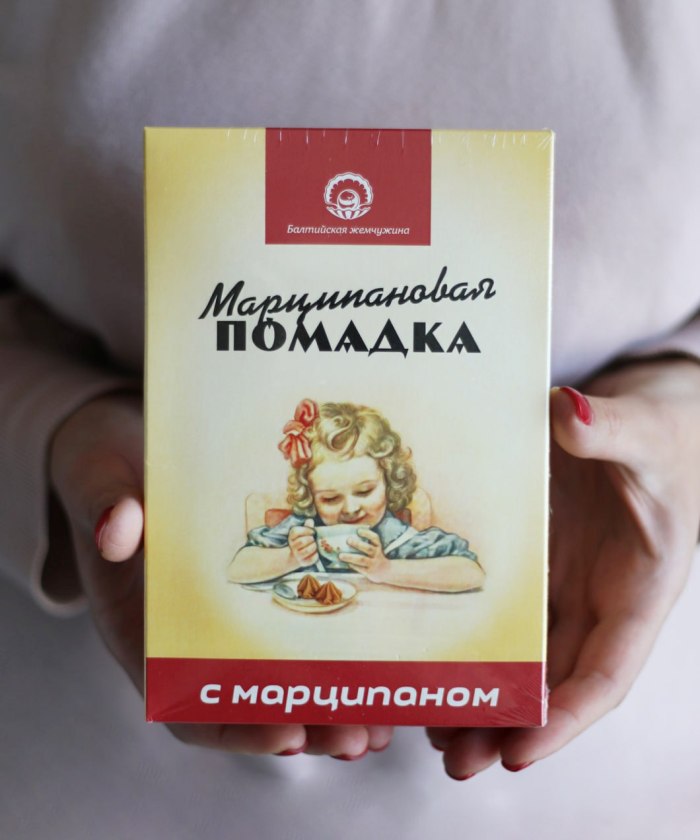 Балтийская жемчужина
Марципановая
ПОМАДКА
с марципаном